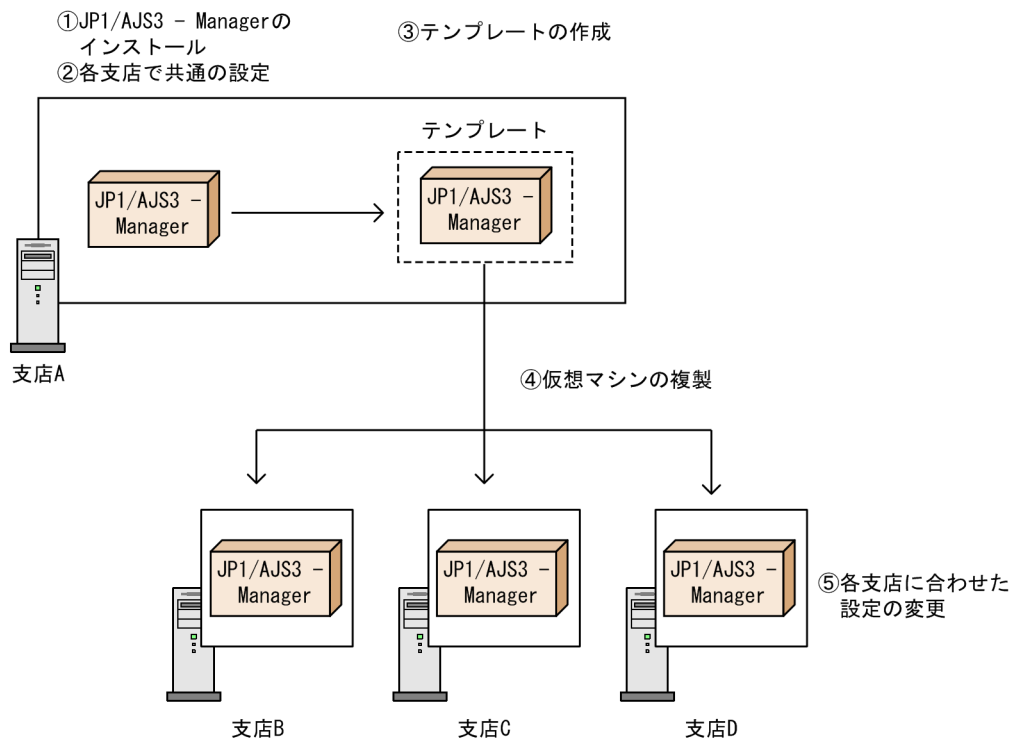 ①JP1/AJS3 - Managerの
インストール
②各支店で共通の設定
③テンプレートの作成
テンプレート
JP1/AJS3 -
Manager
JP1/AJS3 -
Manager
支店A
④仮想マシンの複製
JP1/AJS3 -
Manager
JP1/AJS3 -
Manager
JP1/AJS3 -
Manager
⑤各支店に合わせた
設定の変更
支店B
支店C
支店D